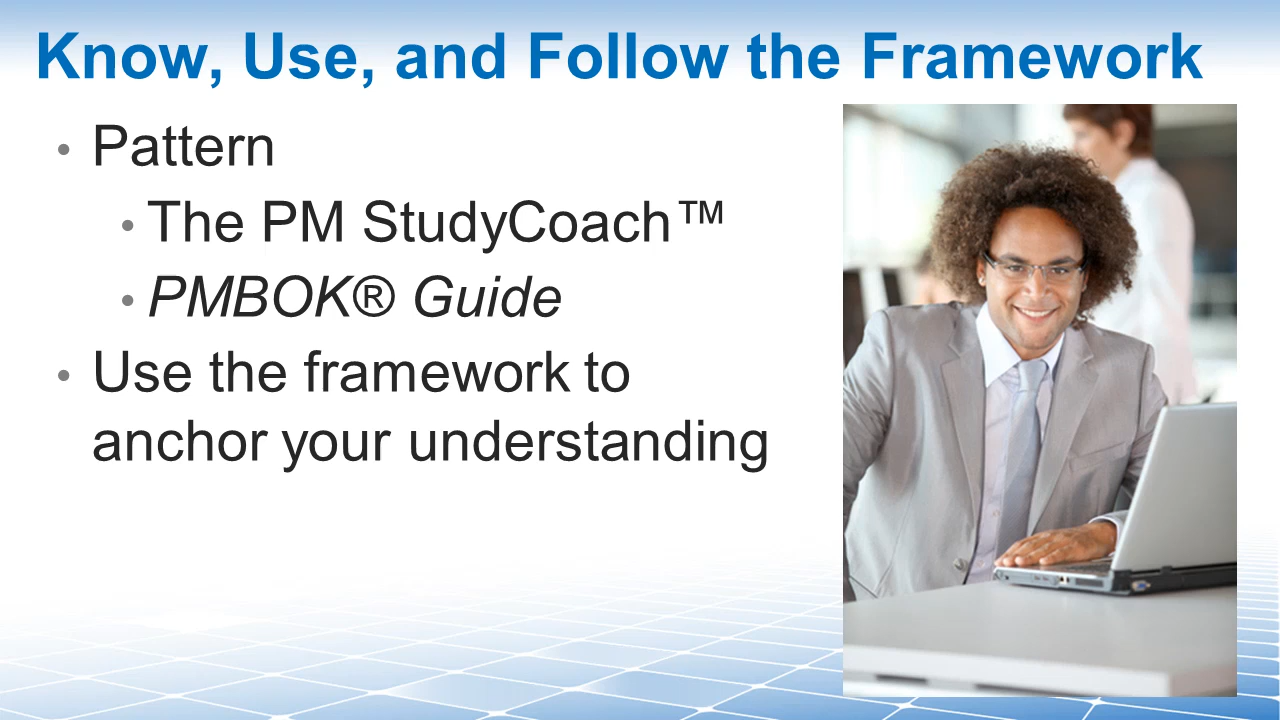 Know, Use, and Follow the Framework
• Pattern
• The PM StudyCoach™
• PMBOK® Guide
• Use the framework to
anchor your understanding